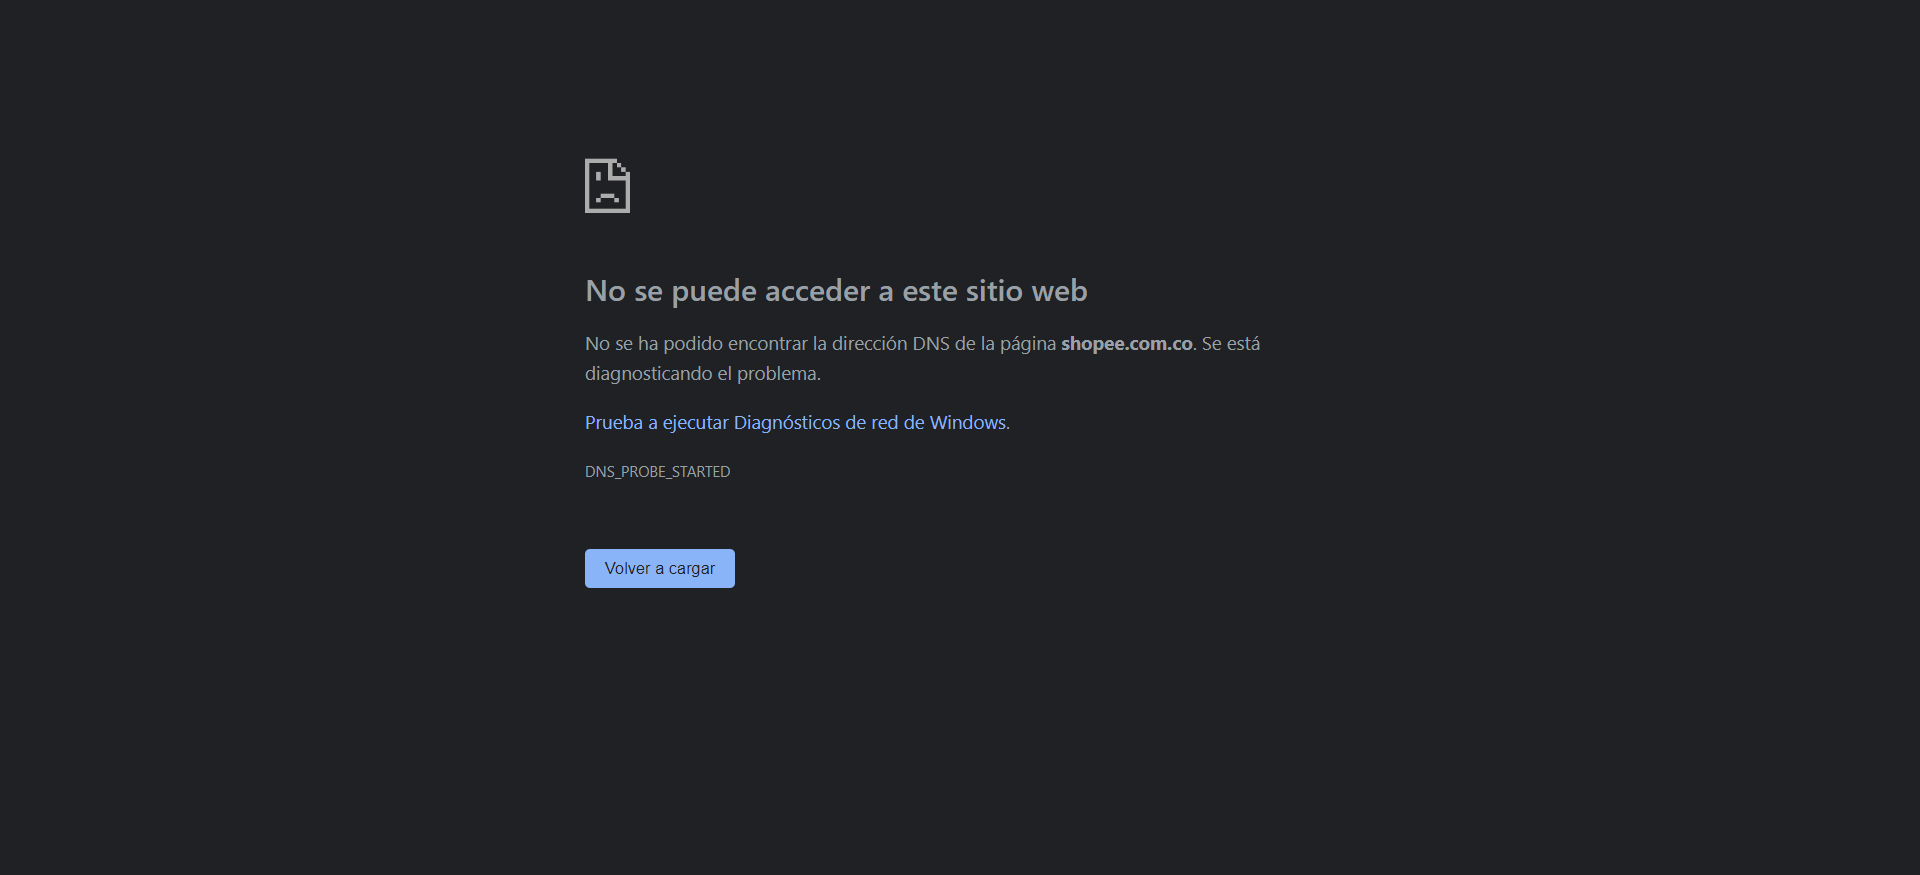 No se puede acceder a este sitio web
No se ha podido encontrar la dirección DNS de la página shopee.com.co. Se está
diagnosticando el problema.
Prueba a ejecutar Diagnósticos de red de Windows.
DNS_PROBE_STARTED
Volver a cargar